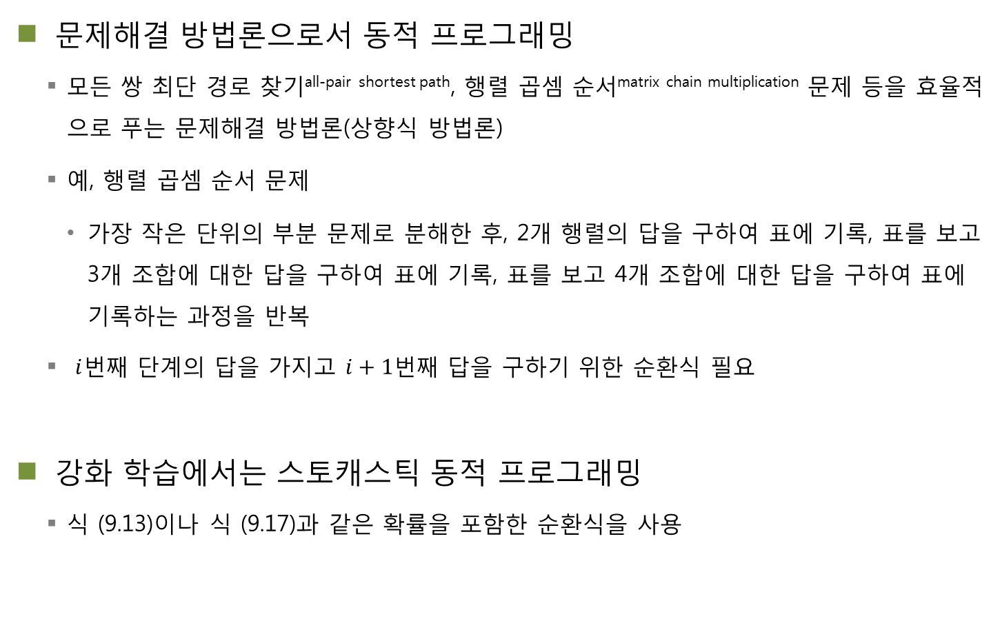 ■ 문제해결 방법론으로서 동적 프로그래밍
▪ 모든 쌍 최단 경로 찾기all-pair shortest path, 행렬 곱셈 순서matrix chain multiplication 문제 등을 효율적
으로 푸는 문제해결 방법론(상향식 방법론)
▪ 예, 행렬 곱셈 순서 문제
• 가장 작은 단위의 부분 문제로 분해한 후, 2개 행렬의 답을 구하여 표에 기록, 표를 보고
3개 조합에 대한 답을 구하여 표에 기록, 표를 보고 4개 조합에 대한 답을 구하여 표에
기록하는 과정을 반복
▪ i번째 단계의 답을 가지고 i + 1번째 답을 구하기 위한 순환식 필요
■ 강화 학습에서는 스토캐스틱 동적 프로그래밍
▪ 식 (9.13)이나 식 (9.17)과 같은 확률을 포함한 순환식을 사용